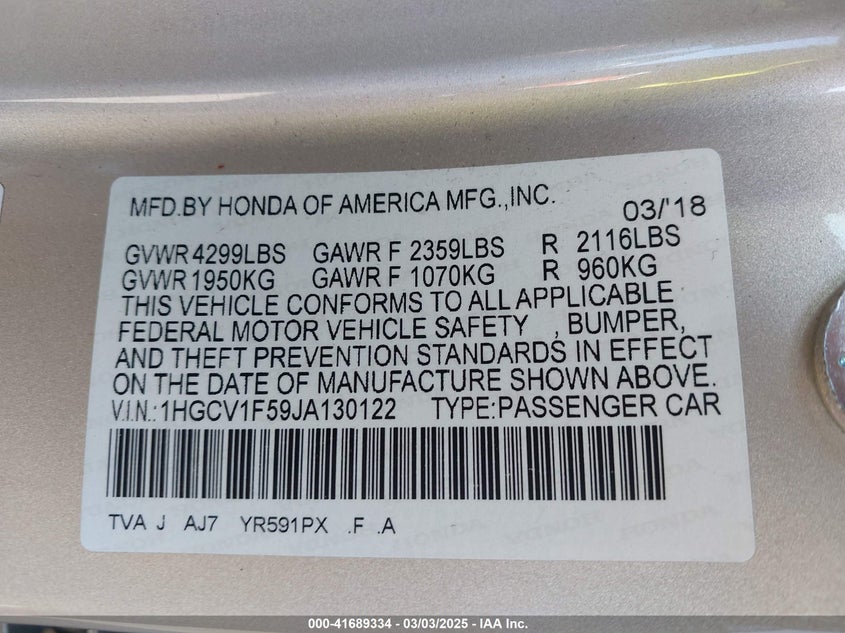 MFD.BY HONDA OF AMERICA MFG.,INC. 03/'18
GVWR 4299LBS GAWR F 2359LBS R 2116LBS
GVWR 1950KG GAWR F 1070KG R 960KG
THIS VEHICLE CONFORMS TO ALL APPLICABLE
FEDERAL MOTOR VEHICLE SAFETY , BUMPER,
AND THEFT PREVENTION STANDARDS IN EFFECT
ON THE DATE OF MANUFACTURE SHOWN ABOVE.
V.I.N.:1HGCV1F59JA130122 TYPE:PASSENGER CAR
TVA J AJ7 YR591PX .F .A
000-41689334 — 03/03/2025 - IAA Inc.